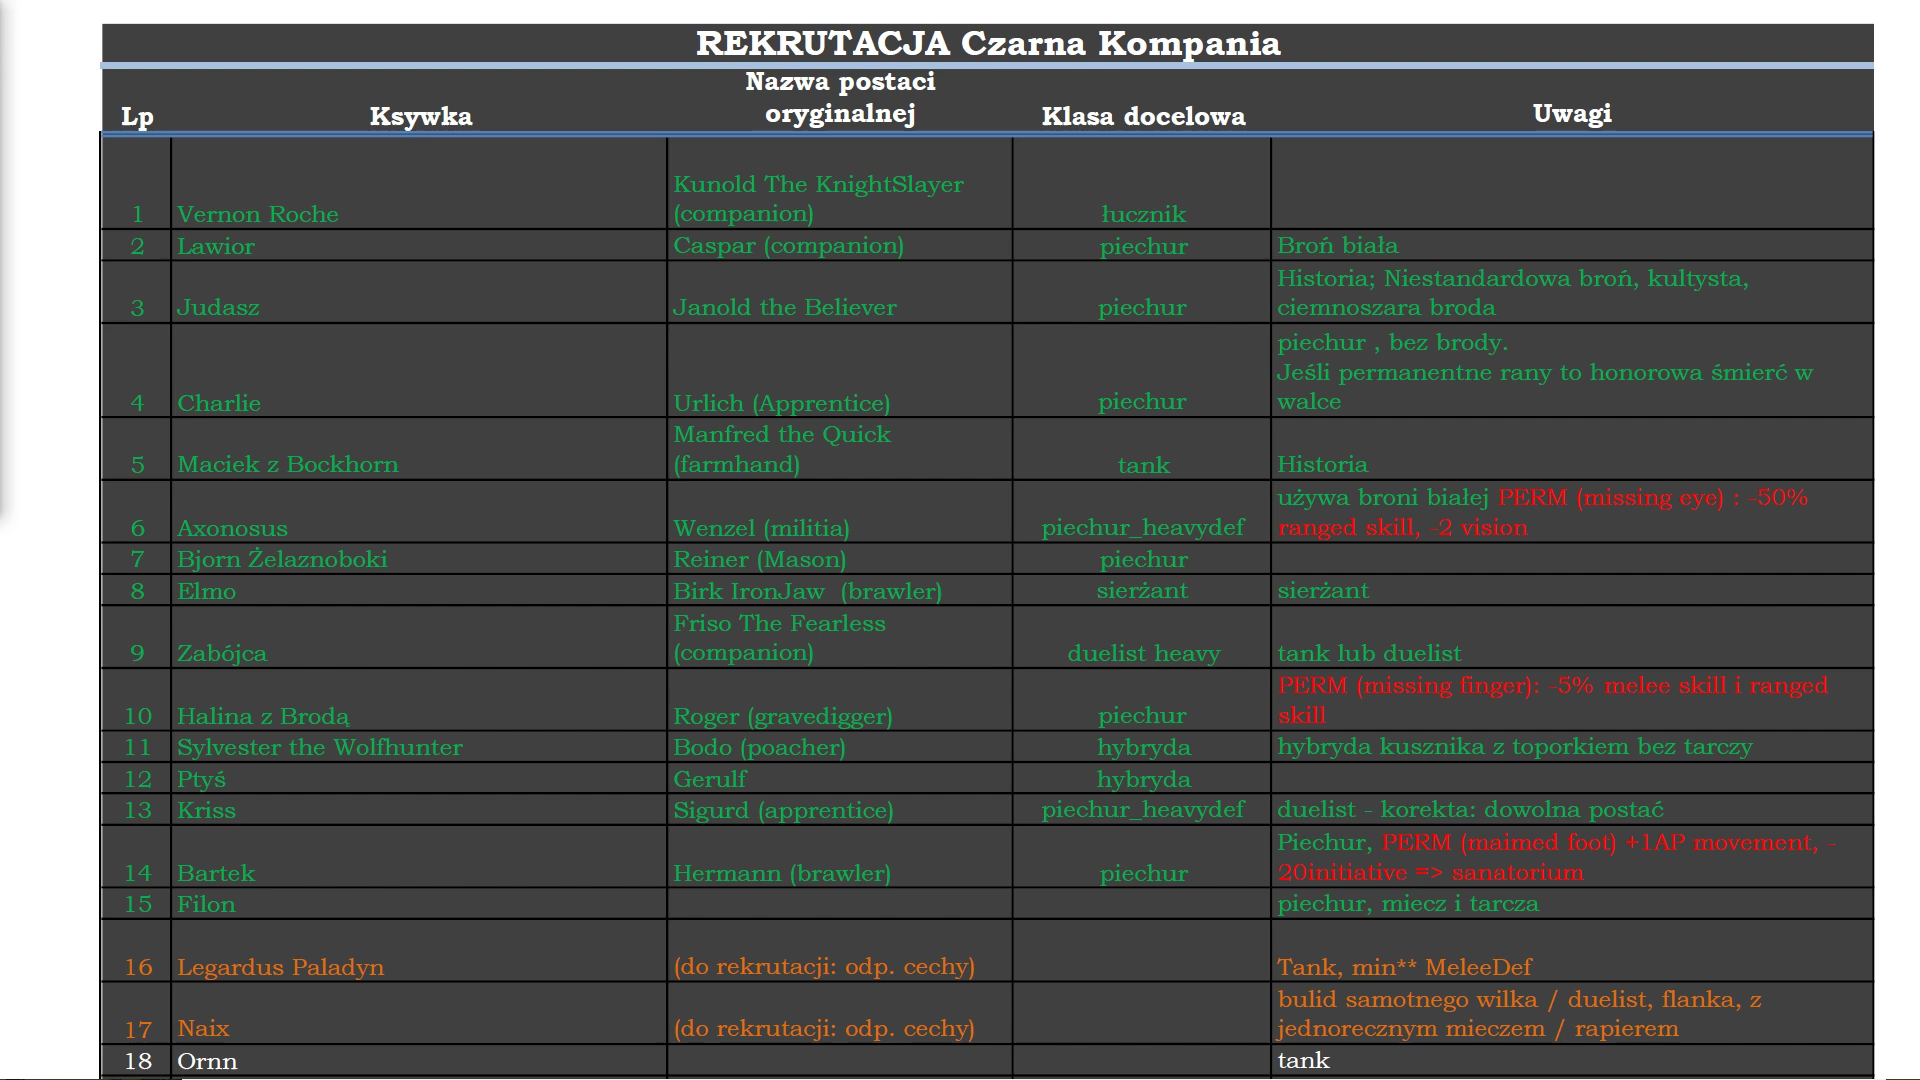 REKRUTACJA Czarna Kompania
Lp Ksywka Nazwa postaci oryginalnej Klasa docelowa Uwagi
1 Vernon Roche Kunold The KnightSlayer (companion) łucznik
2 Lawior Caspar (companion) piechur Broń biała
3 Judasz Janold the Believer piechur Historia; Niestandardowa broń, kultysta, ciemnoszara broda
4 Charlie Urlich (Apprentice) piechur piechur , bez brody. Jeśli permanentne rany to honorowa śmierć w walce
5 Maciek z Bockhorn Manfred the Quick (farmhand) tank Historia
6 Axonosus Wenzel (militia) piechur_heavydef używa broni białej PERM (missing eye) : -50% ranged skill, -2 vision
7 Bjorn Żelaznoboki Reiner (Mason) piechur
8 Elmo Birk IronJaw (brawler) sierżant sierżant
9 Zabójca Friso The Fearless (companion) duelist heavy tank lub duelist
10 Halina z Brodą Roger (gravedigger) piechur PERM (missing finger): -5% melee skill i ranged skill
11 Sylvester the Wolfhunter Bodo (poacher) hybryda hybryda kusznika z toporkiem bez tarczy
12 Ptyś Gerulf hybryda
13 Kriss Sigurd (apprentice) piechur_heavydef duelist - korekta: dowolna postać
14 Bartek Hermann (brawler) piechur Piechur, PERM (maimed foot) +1AP movement, -20initiative => sanatorium
15 Filon piechur, miecz i tarcza
16 Legardus Paladyn (do rekrutacji: odp. cechy) Tank, min** MeleeDef
17 Naix (do rekrutacji: odp. cechy) bulid samotnego wilka / duelist, flanka, z jednorecznym mieczem / rapierem
18 Ornn tank